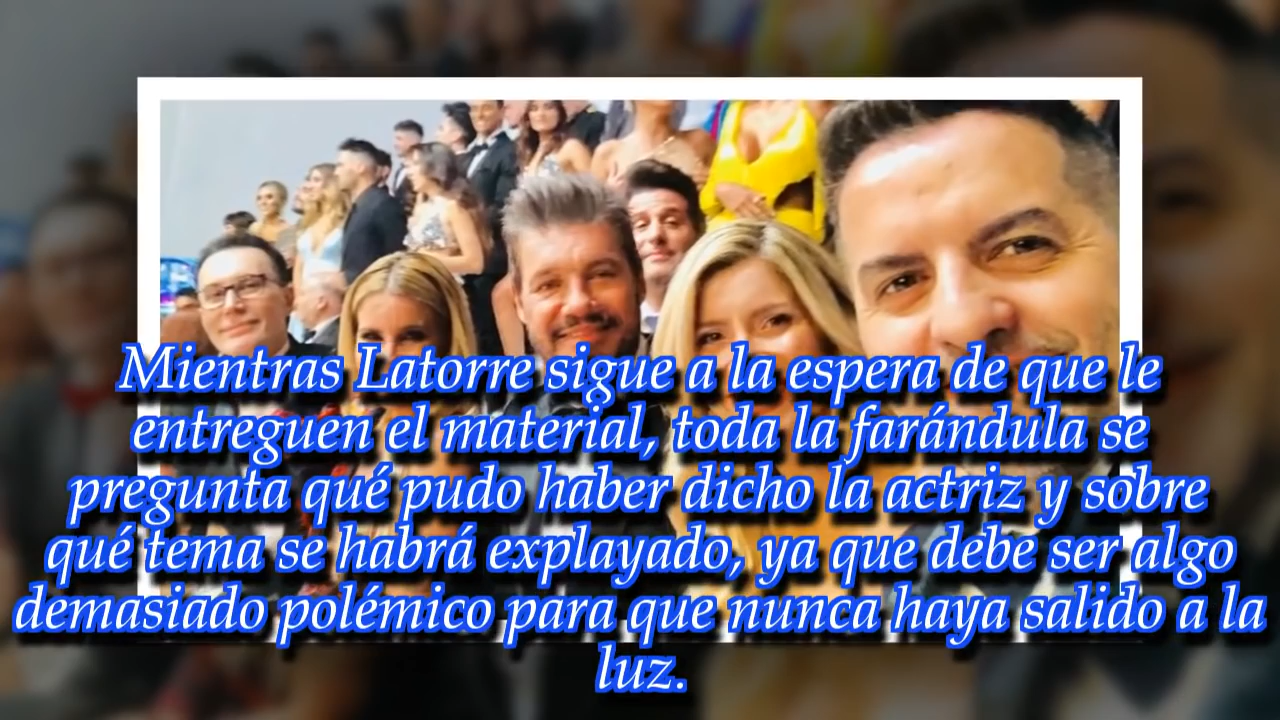 Mientras Latorre sigue a la espera de que le
entreguen el material, toda la farándula se
pregunta qué pudo haber dicho la actriz y sobre
qué tema se habrá explayado, ya que debe ser algo
demasiado polémico para que nunca haya salido a la
luz.